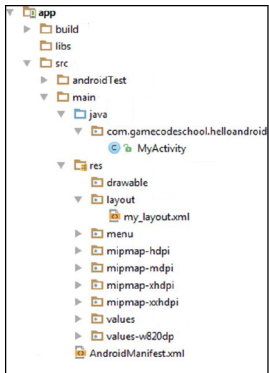 app
build
libs
src
androidTest
main
java
com.gamecodeschool.helloandroid
MyActivity
res
drawable
layout
my_layout.xml
menu
mipmap-hdpi
mipmap-mdpi
mipmap-xhdpi
mipmap-xxhdpi
values
values-w820dp
AndroidManifest.xml